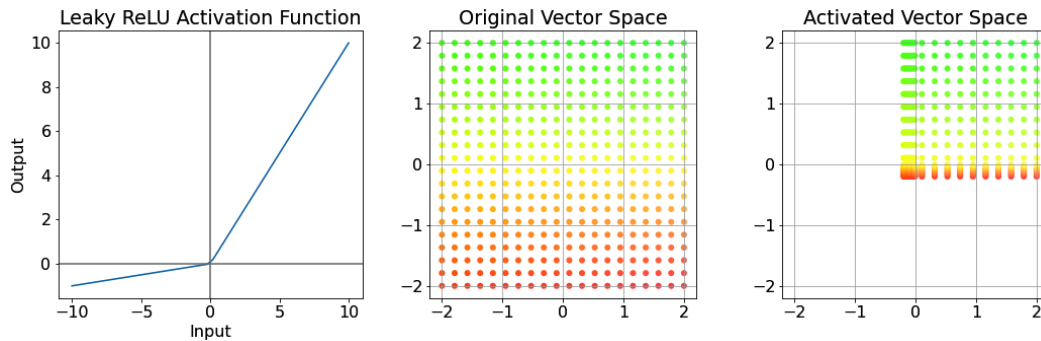 Leaky ReLU Activation Function
10
8
6
4
2
0
Output
−10 −5 0 5 10
Input
Original Vector Space
2
1
0
−1
−2
−2 −1 0 1 2
Activated Vector Space
2
1
0
−1
−2
−2 −1 0 1 2